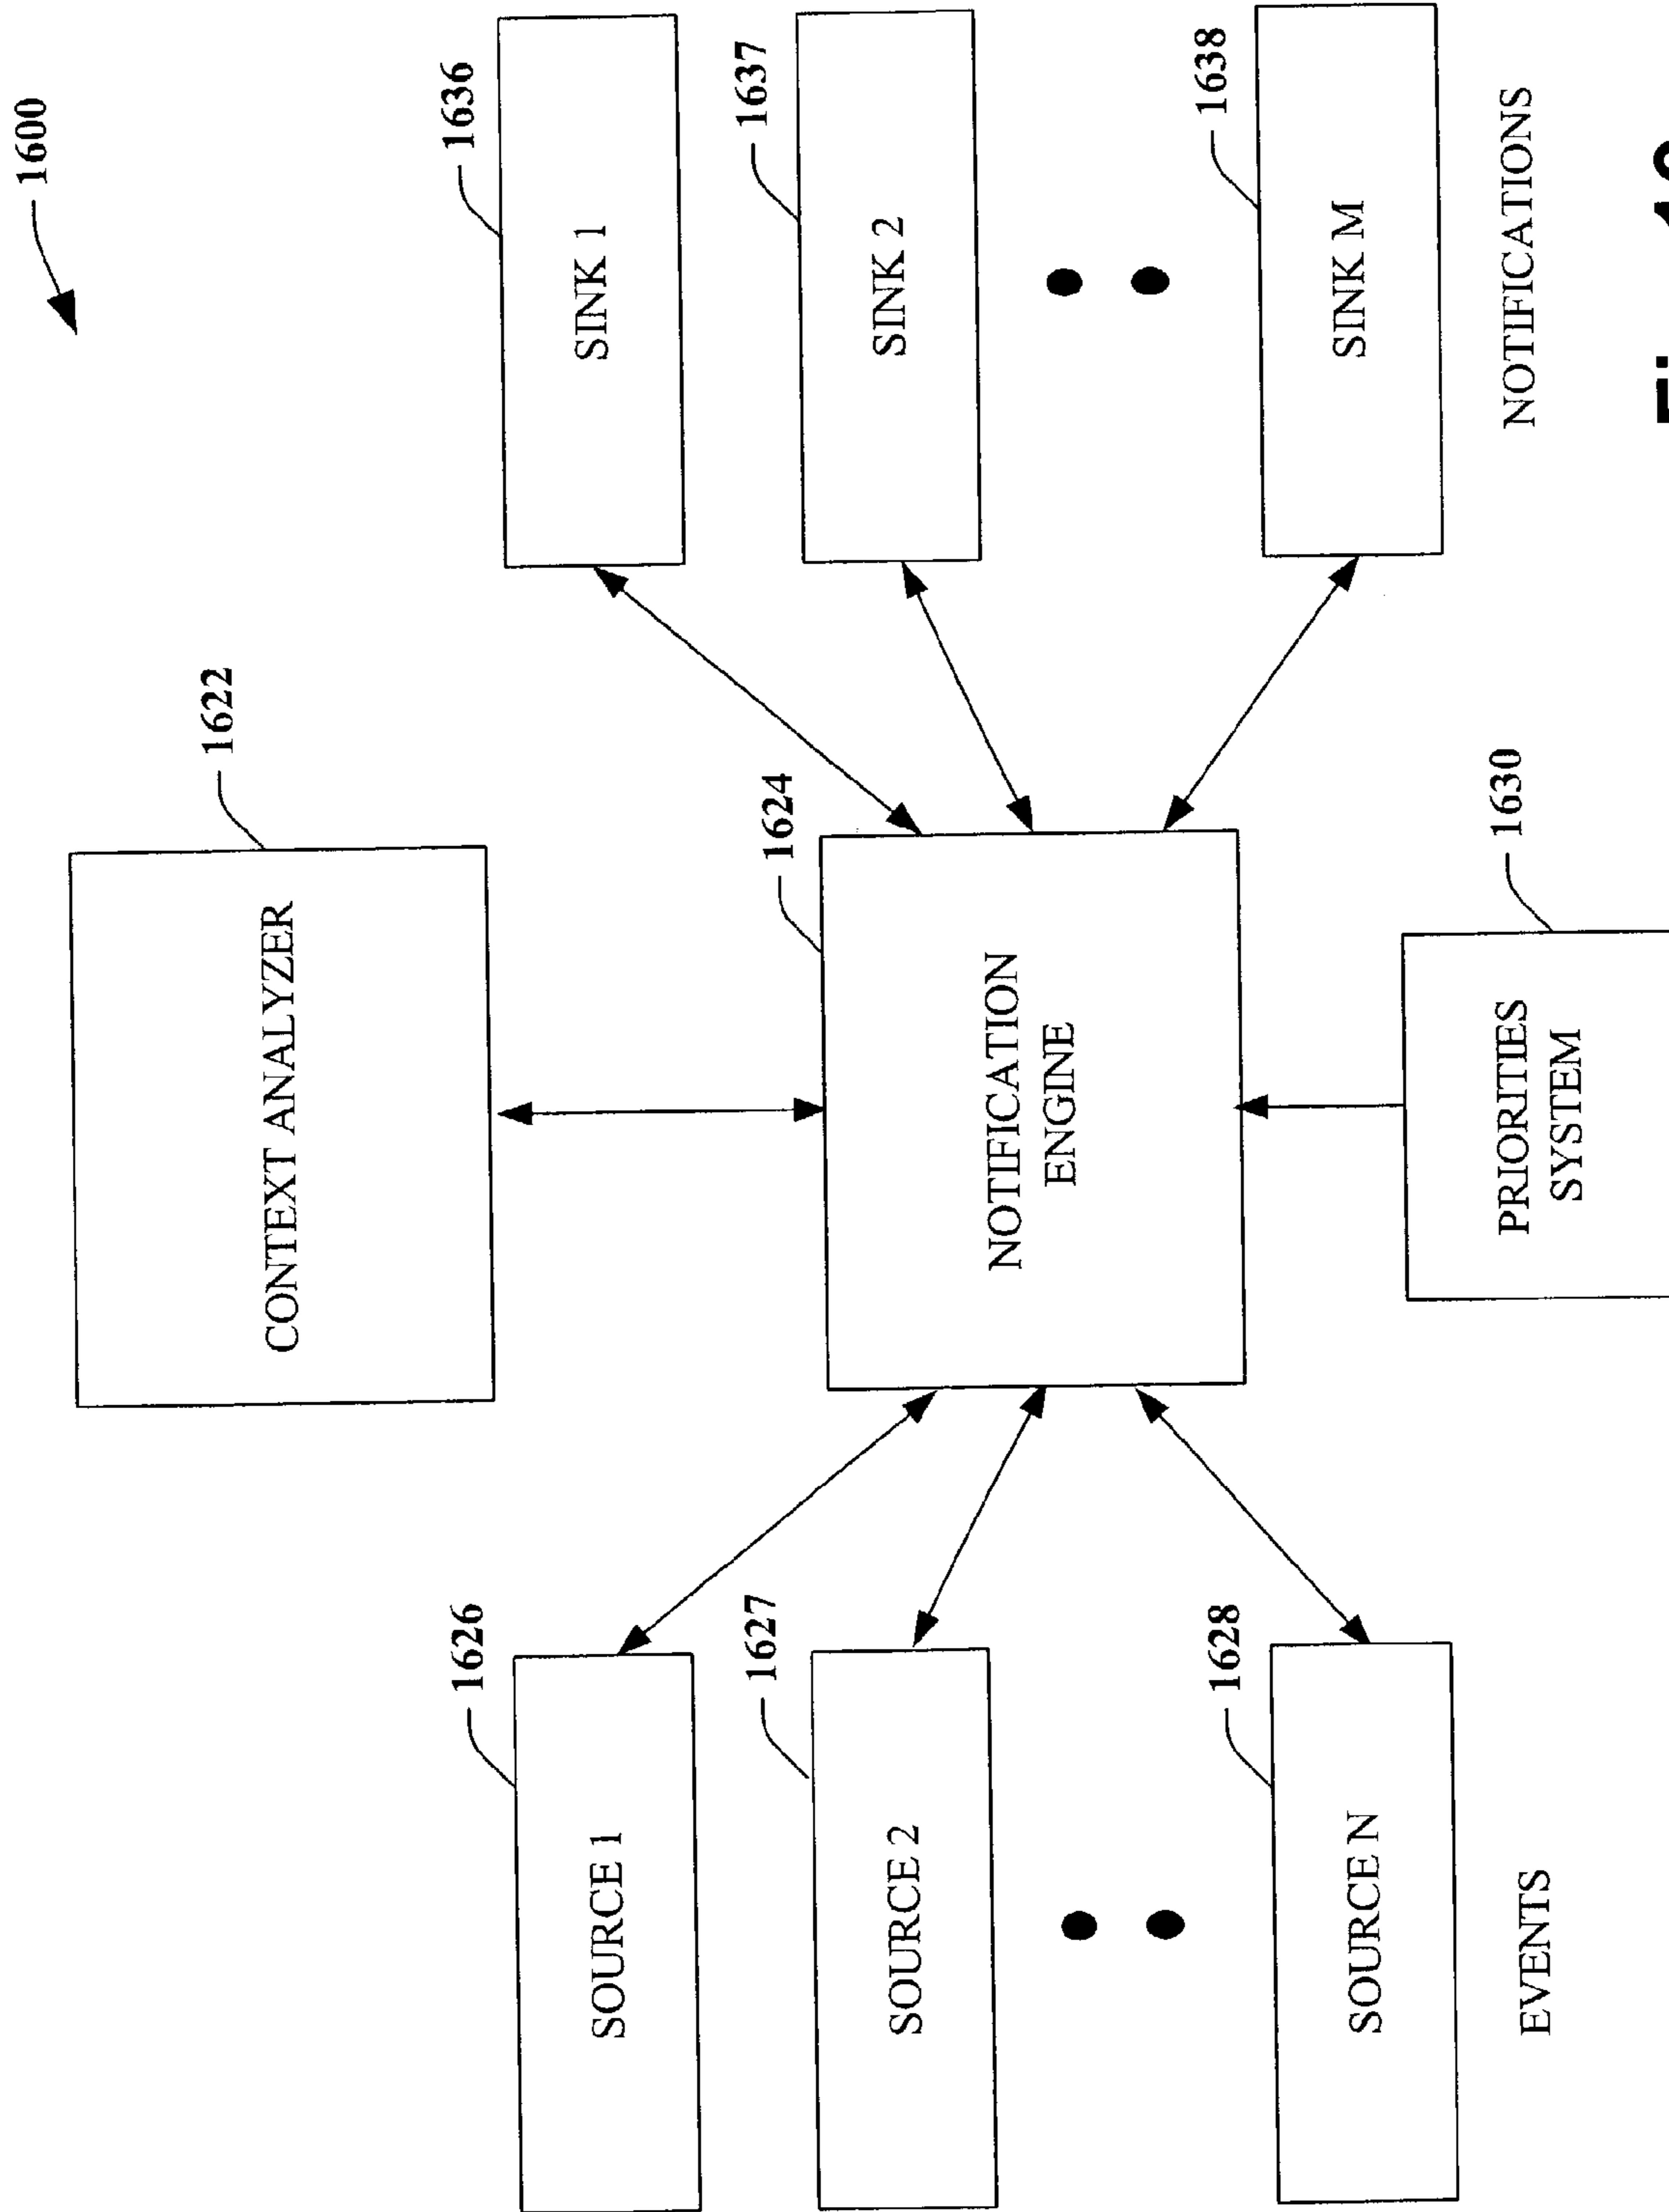 1600
1622
CONTEXT ANALYZER
1626
SOURCE 1
1627
SOURCE 2
1628
SOURCE N
EVENTS
1624
NOTIFICATION
ENGINE
1630
PRIORITIES
SYSTEM
1636
SINK 1
1637
SINK 2
1638
SINK M
NOTIFICATIONS